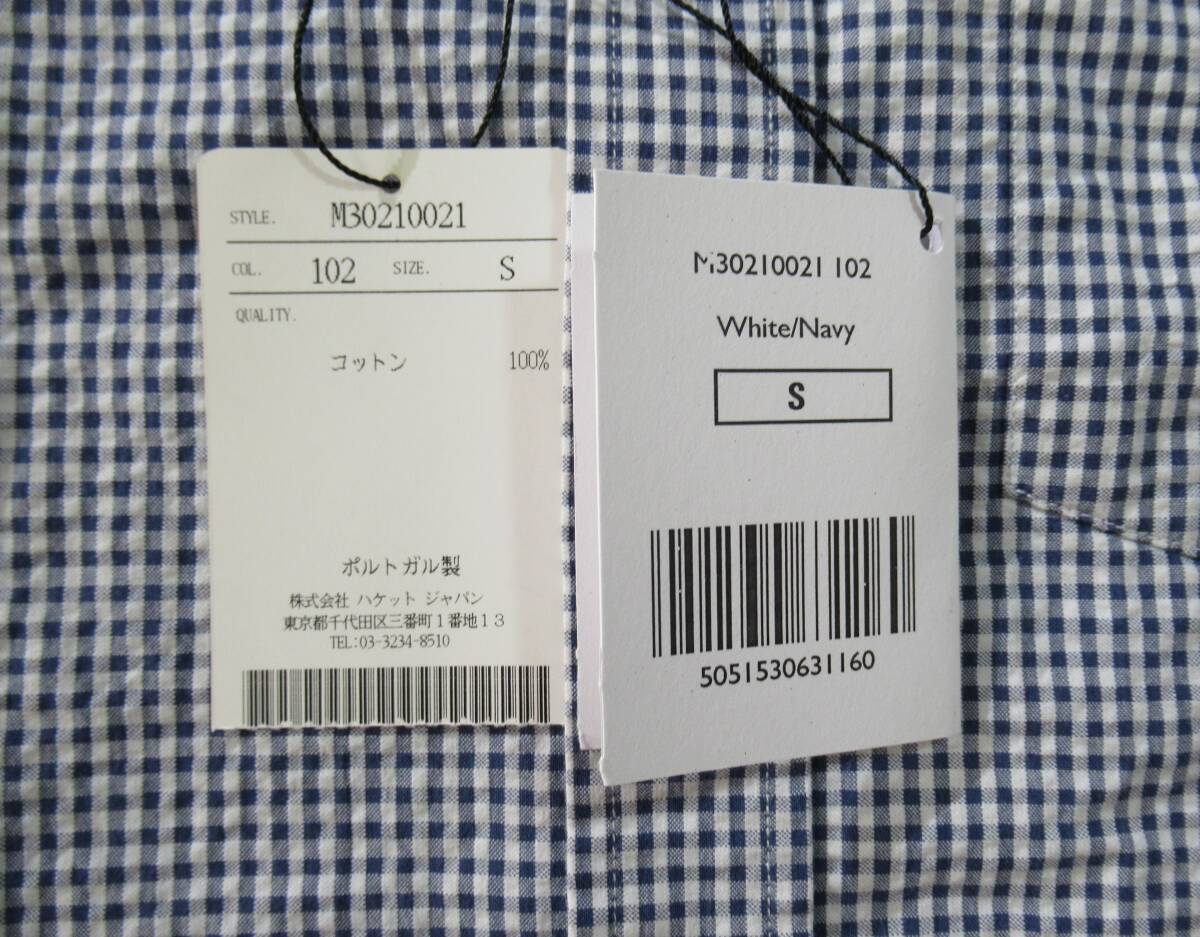 STYLE. M30210021
COL. 102 SIZE. S
QUALITY.
コットン 100%
ポルトガル製
株式会社 ハケット ジャパン
東京都千代田区三番町1番地13
TEL:03-3234-8510
M30210021 102
White/Navy
S
5051530631160